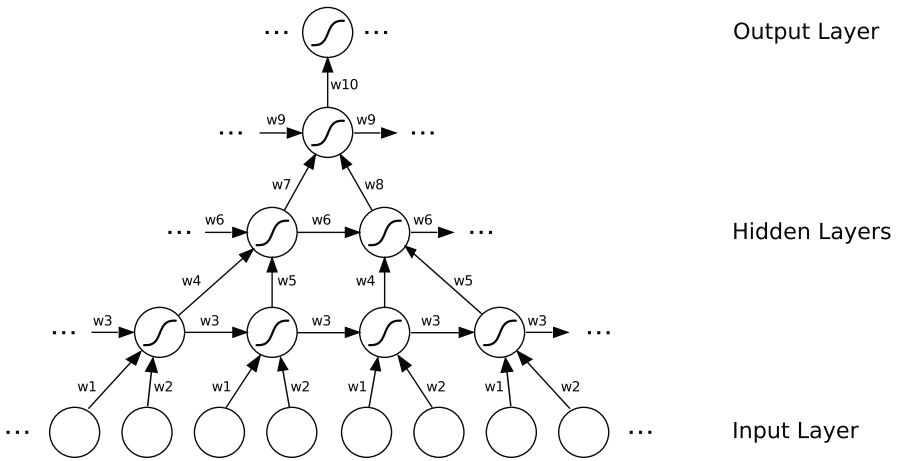 ... ... Output Layer
w10
... w9 w9 ...
w7 w8
... w6 w6 w6 ... Hidden Layers
w4 w5 w4 w5
... w3 w3 w3 w3 w3 ...
w1 w2 w1 w2 w1 w2 w1 w2
... ... Input Layer